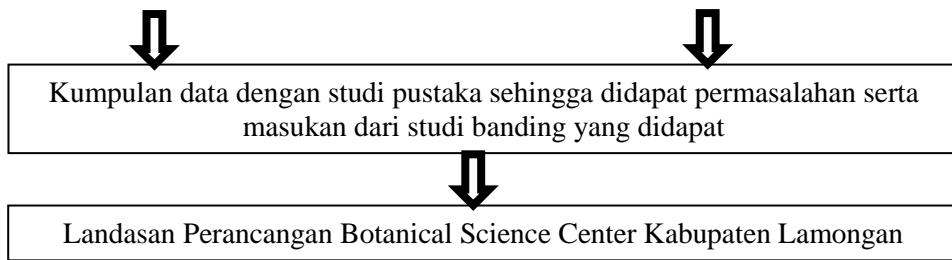 Kumpulan data dengan studi pustaka sehingga didapat permasalahan serta
masukan dari studi banding yang didapat
Landasan Perancangan Botanical Science Center Kabupaten Lamongan